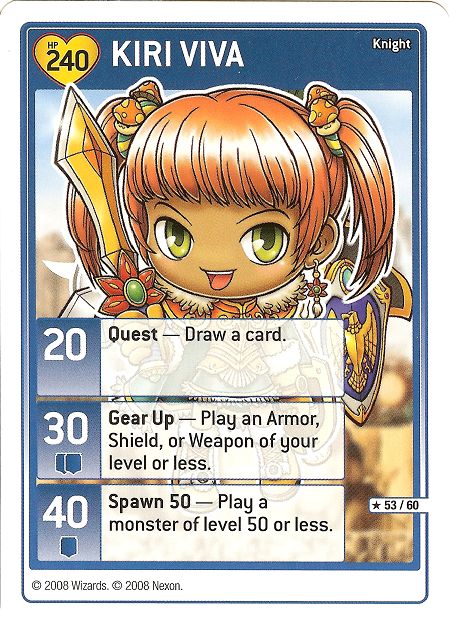 HP
240
KIRI VIVA
Knight
20
Quest — Draw a card.
30
Gear Up — Play an Armor,
Shield, or Weapon of your
level or less.
40
Spawn 50 — Play a
monster of level 50 or less.
★ 53 / 60
© 2008 Wizards. © 2008 Nexon.